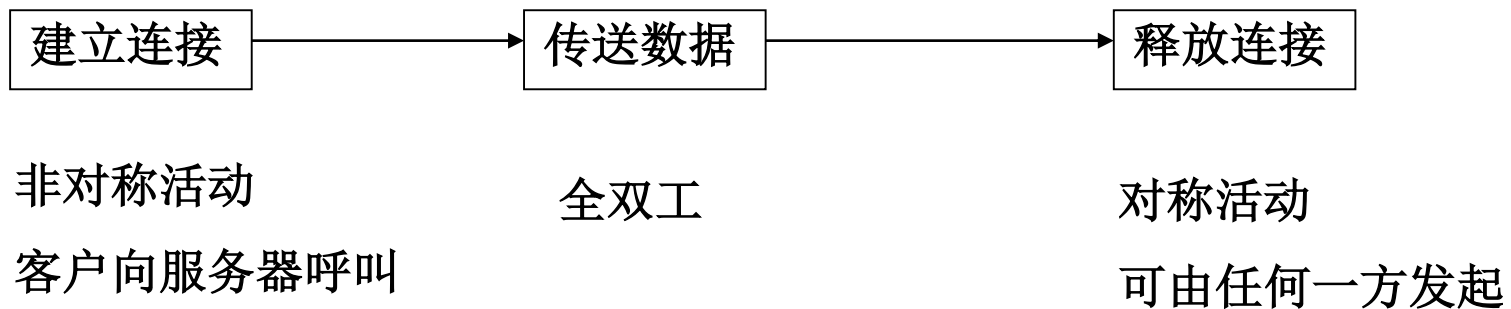 建立连接
传送数据
释放连接
非对称活动
客户向服务器呼叫
全双工
对称活动
可由任何一方发起